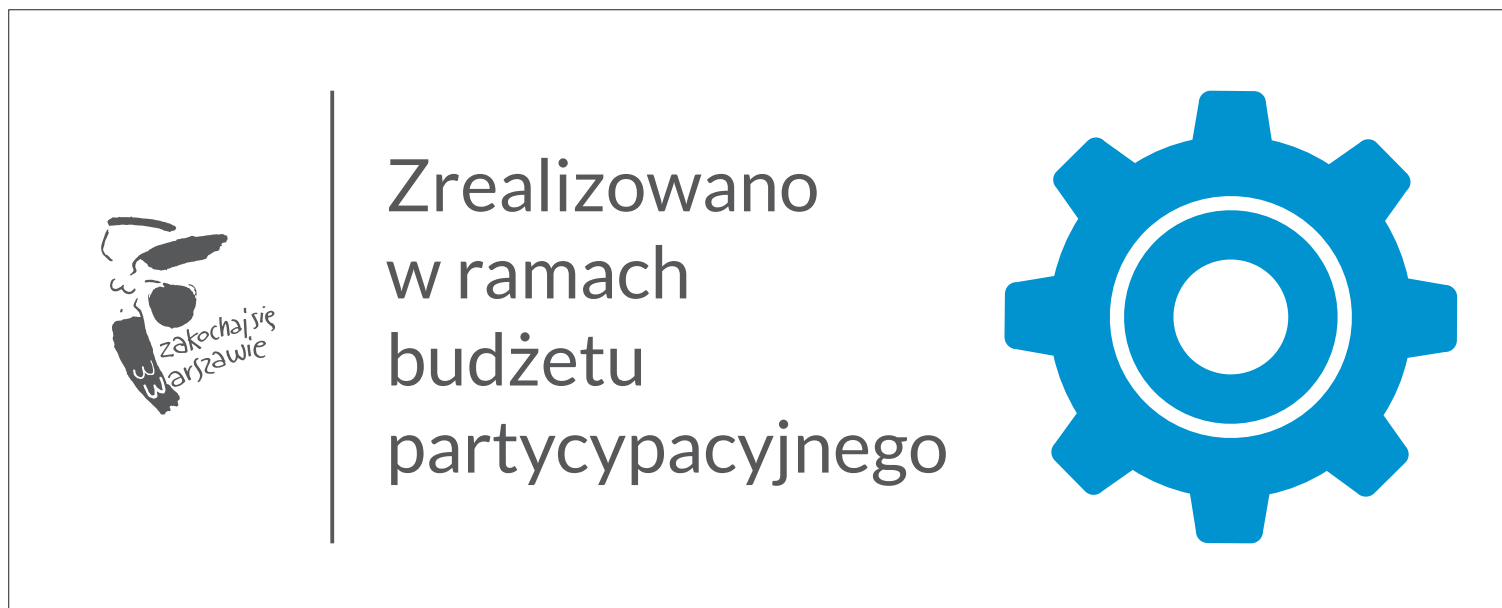 zakochaj się
w
warszawie
Zrealizowano
w ramach
budżetu
partycypacyjnego